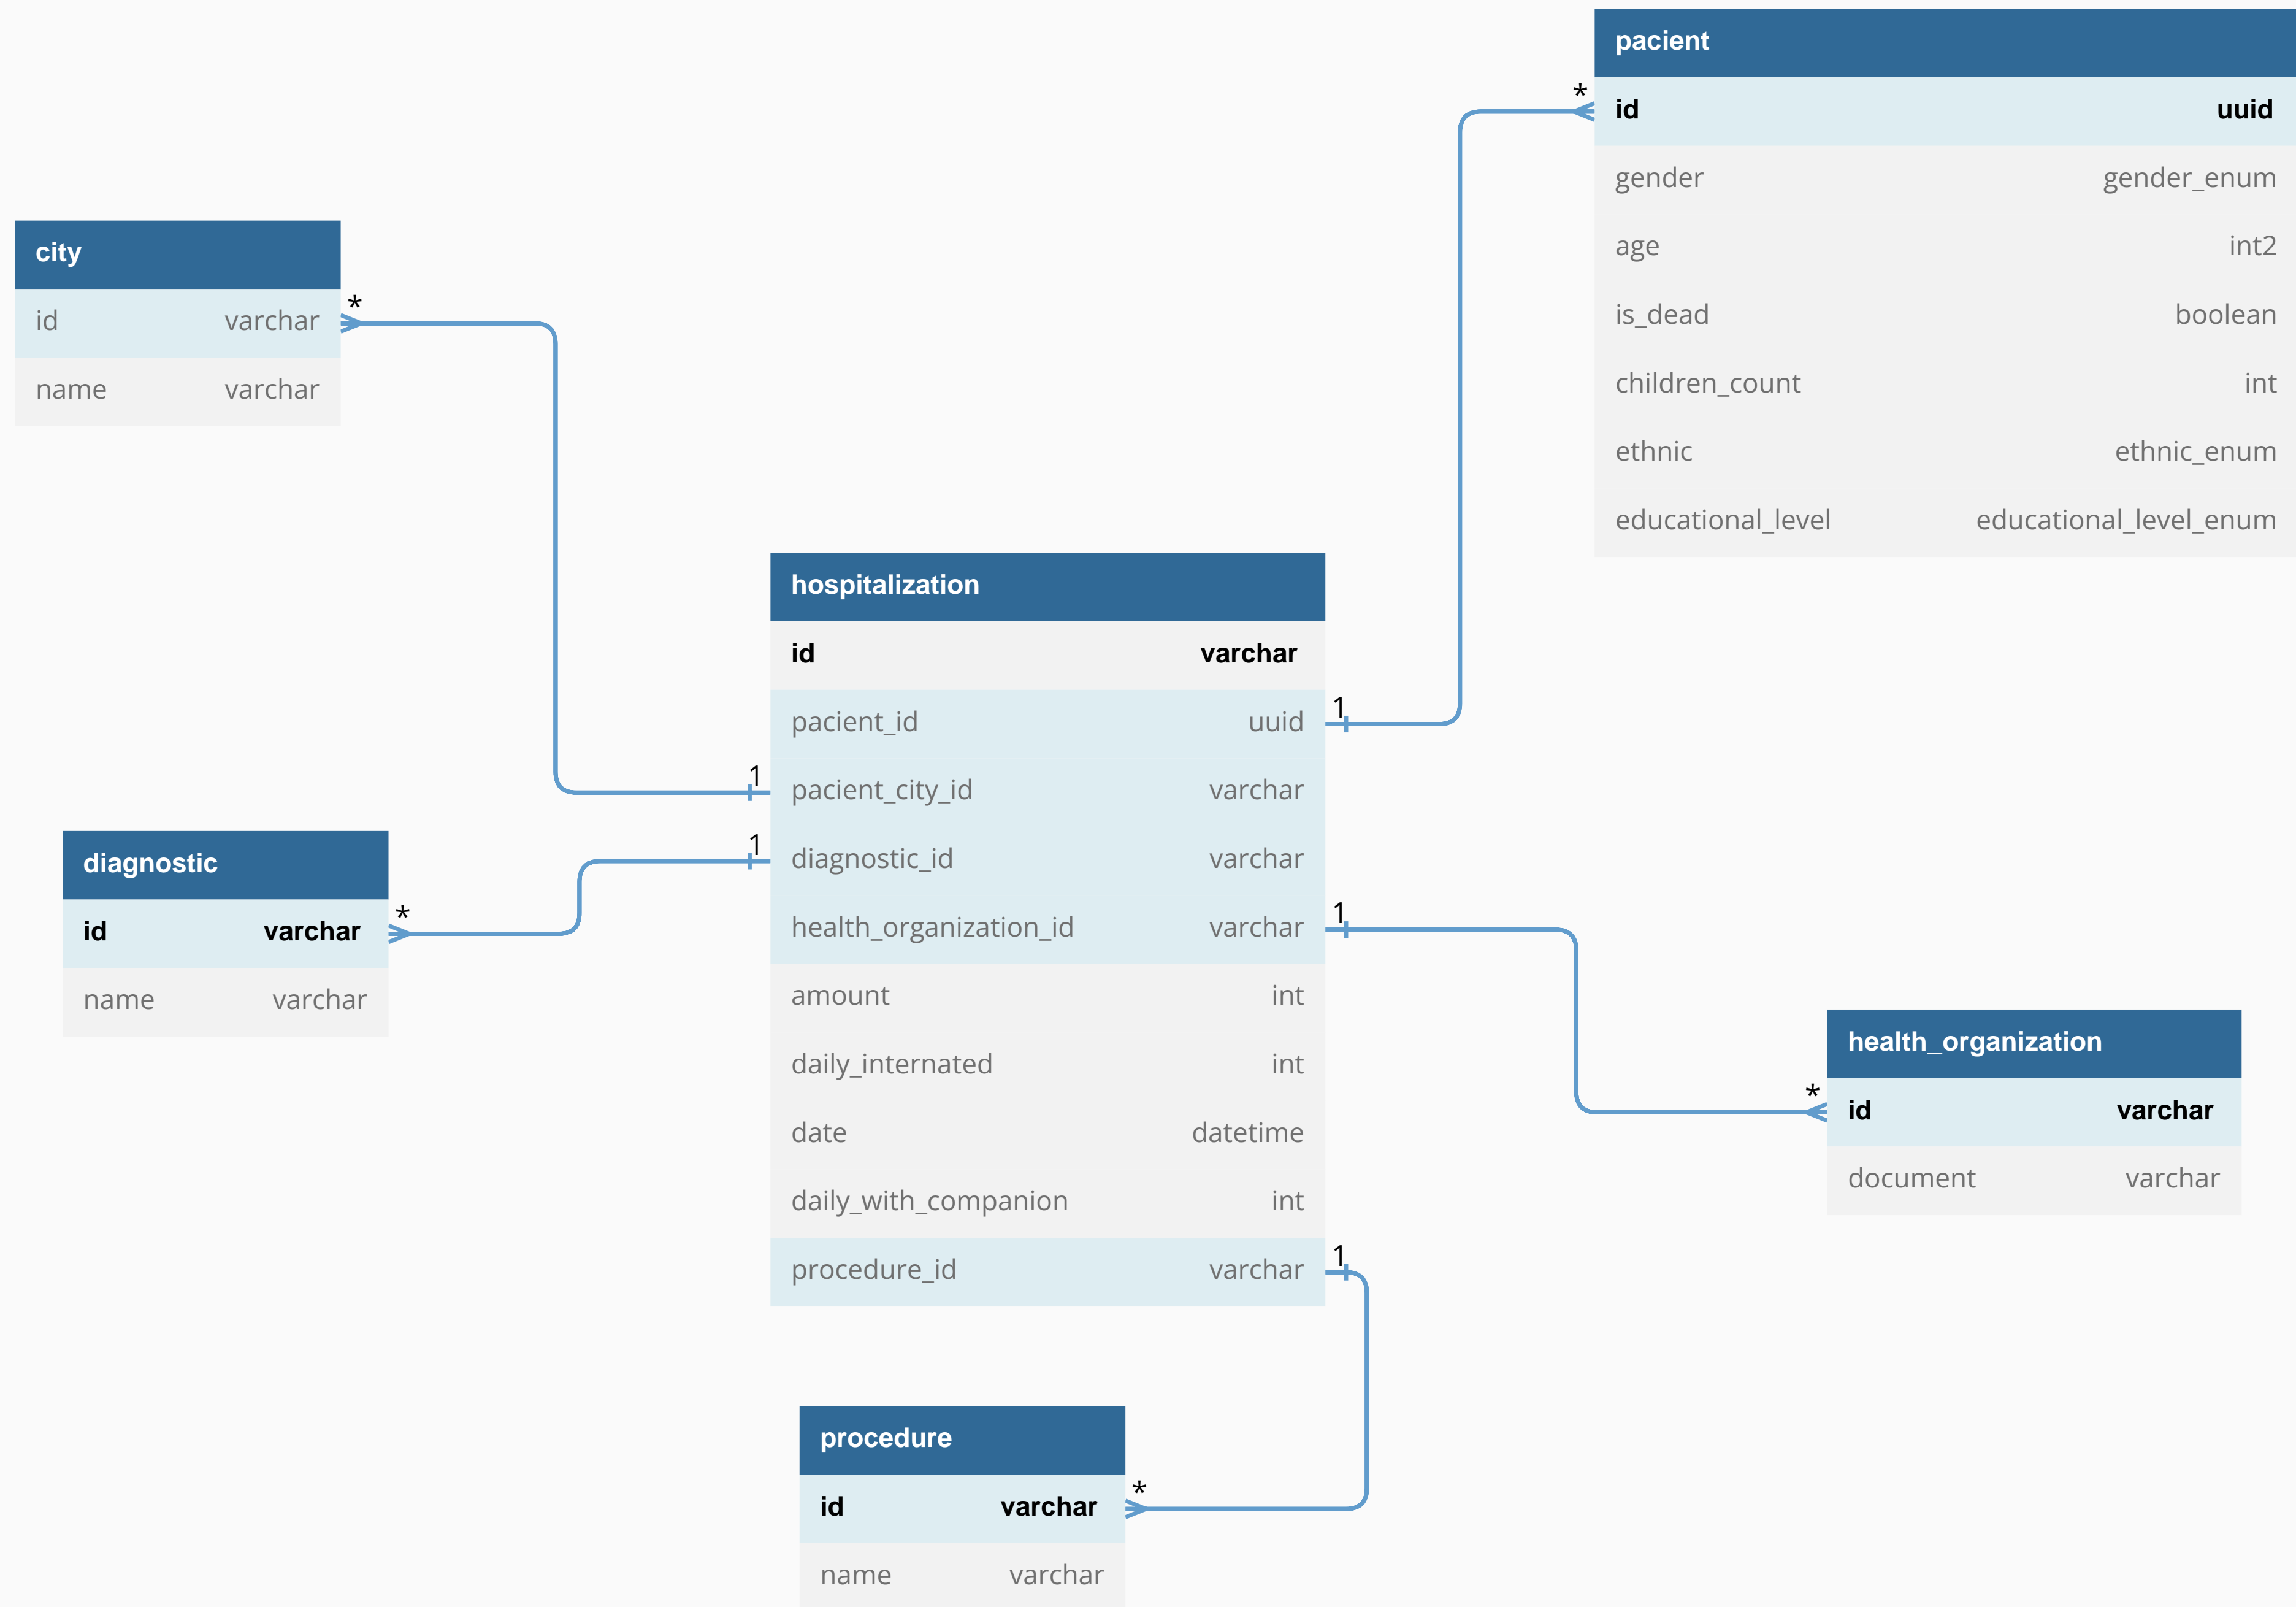 pacient
* id uuid
gender gender_enum
age int2
is_dead boolean
children_count int
ethnic ethnic_enum
educational_level educational_level_enum
city
id varchar *
name varchar
hospitalization
id varchar
pacient_id uuid 1
1 pacient_city_id varchar
1 diagnostic_id varchar
health_organization_id varchar 1
amount int
daily_internated int
date datetime
daily_with_companion int
procedure_id varchar 1
diagnostic
id varchar *
name varchar
health_organization
* id varchar
document varchar
procedure
id varchar *
name varchar